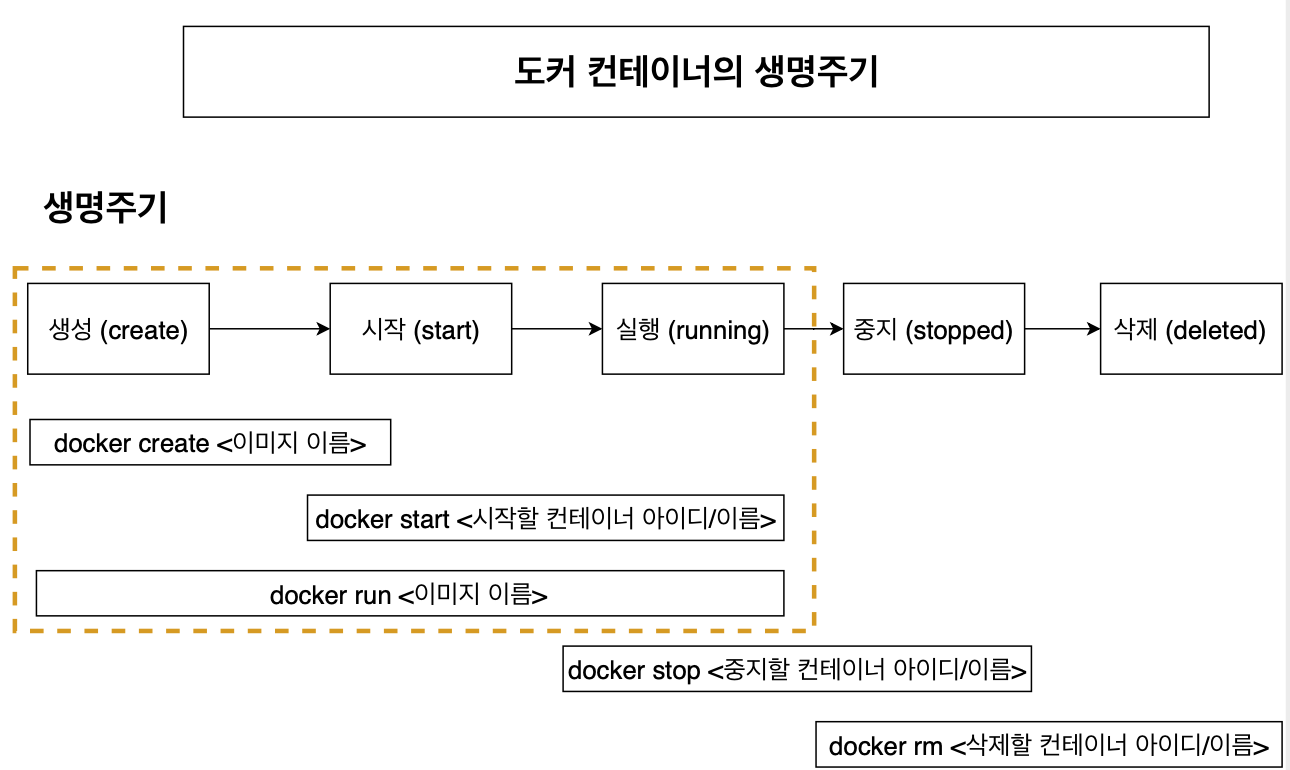 도커 컨테이너의 생명주기
생명주기
생성 (create)
시작 (start)
실행 (running)
중지 (stopped)
삭제 (deleted)
docker create <이미지 이름>
docker start <시작할 컨테이너 아이디/이름>
docker run <이미지 이름>
docker stop <중지할 컨테이너 아이디/이름>
docker rm <삭제할 컨테이너 아이디/이름>